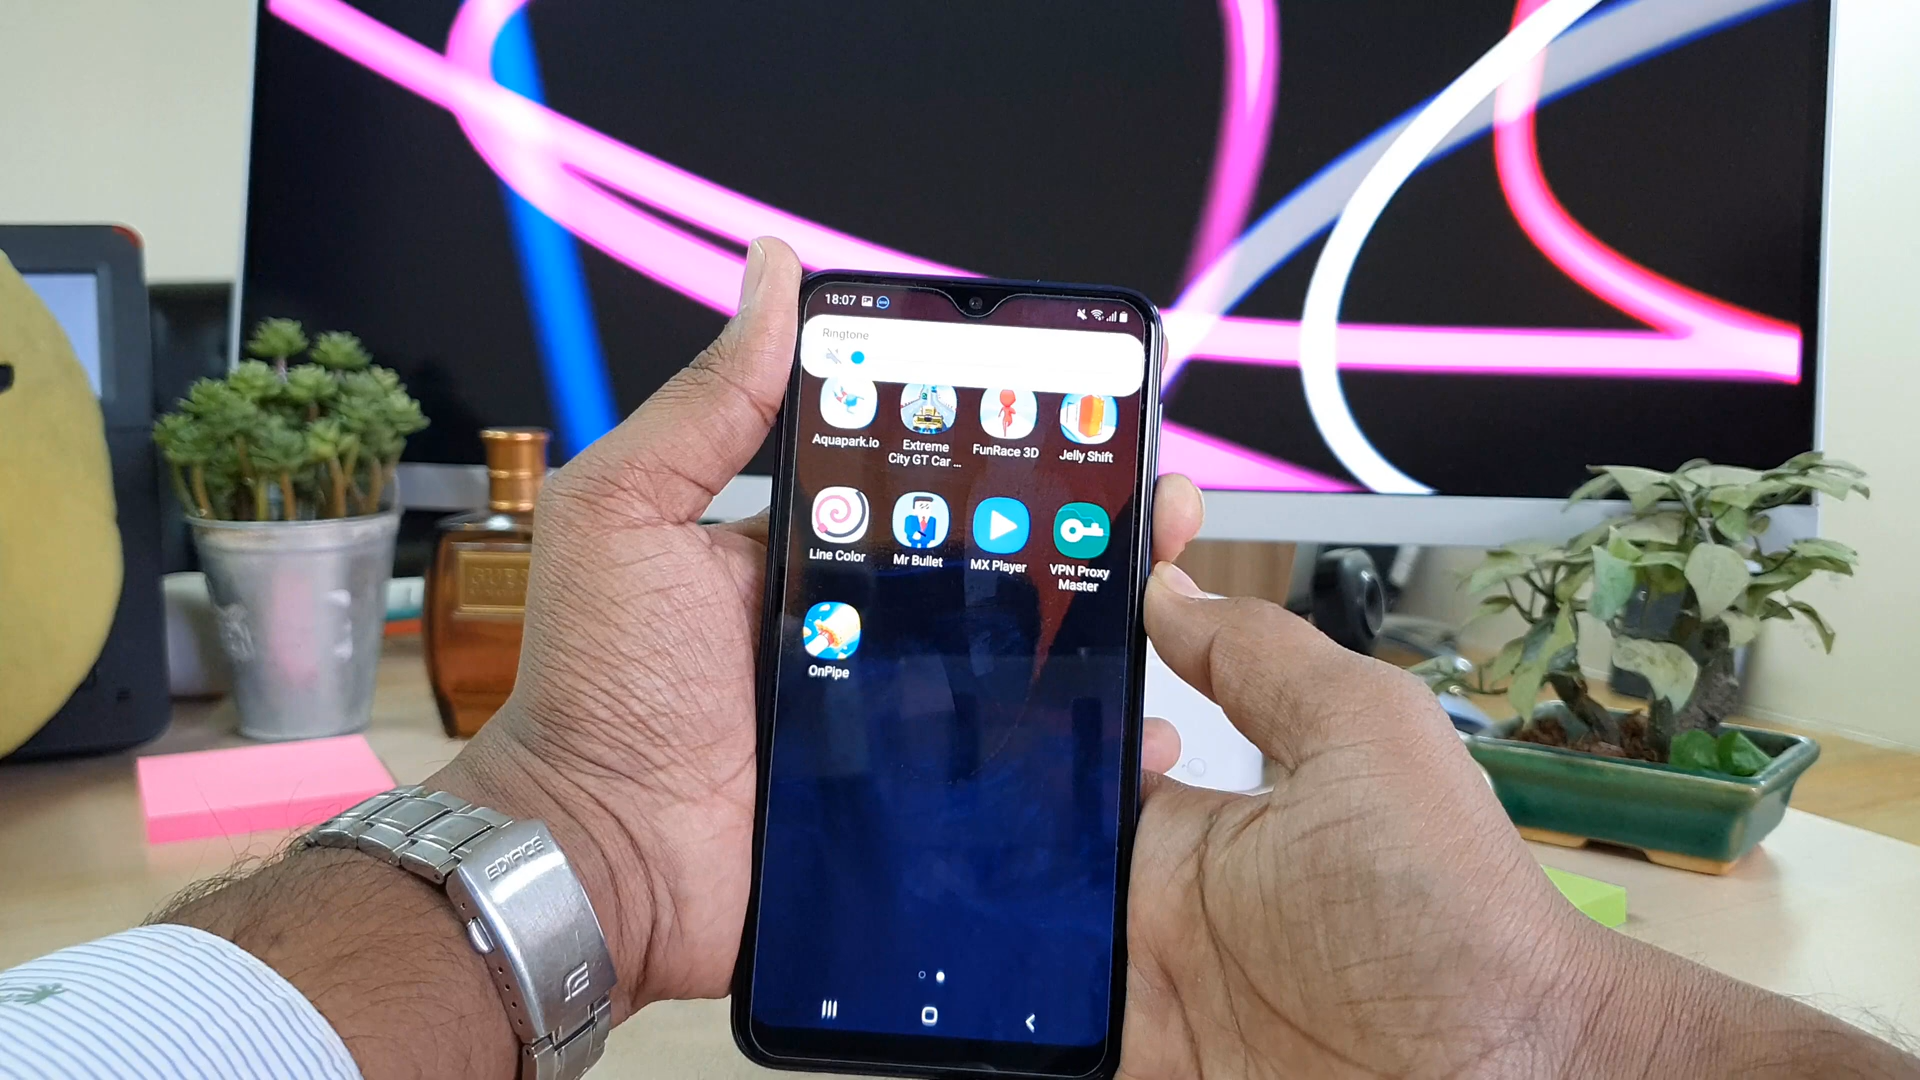 18:07
Ringtone
Aquapark.io
Extreme
City GT Car ...
FunRace 3D
Jelly Shift
Line Color
Mr Bullet
MX Player
VPN Proxy
Master
OnPipe
EDIFICE